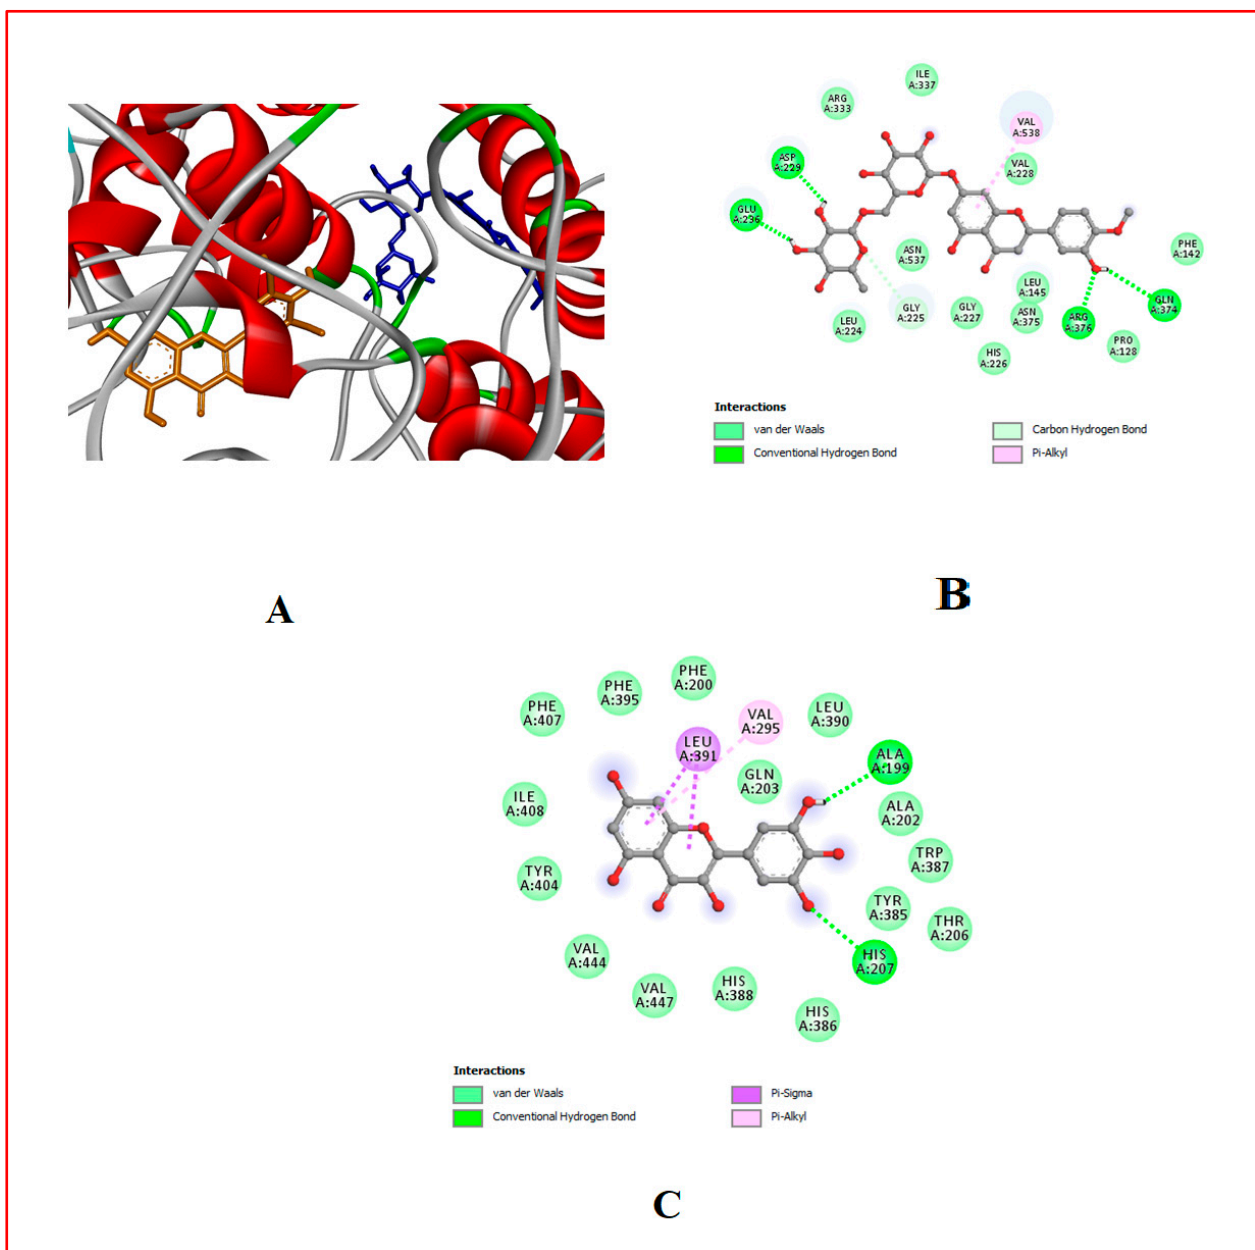 ILE
A:337
ARG
A:333
VAL
A:538
ASP
A:229
VAL
A:228
GLU
A:236
ASN
A:537
PHE
A:142
LEU
A:145
GLN
A:374
LEU
A:224
GLY
A:225
GLY
A:227
ASN
A:375
ARG
A:376
PRO
A:128
HIS
A:226
Interactions
van der Waals
Conventional Hydrogen Bond
Carbon Hydrogen Bond
Pi-Alkyl
A
B
PHE
A:200
PHE
A:395
PHE
A:407
VAL
A:295
LEU
A:390
LEU
A:391
ALA
A:199
GLN
A:203
ILE
A:408
ALA
A:202
TRP
A:387
TYR
A:404
TYR
A:385
THR
A:206
VAL
A:444
HIS
A:207
VAL
A:447
HIS
A:388
HIS
A:386
Interactions
van der Waals
Conventional Hydrogen Bond
Pi-Sigma
Pi-Alkyl
C